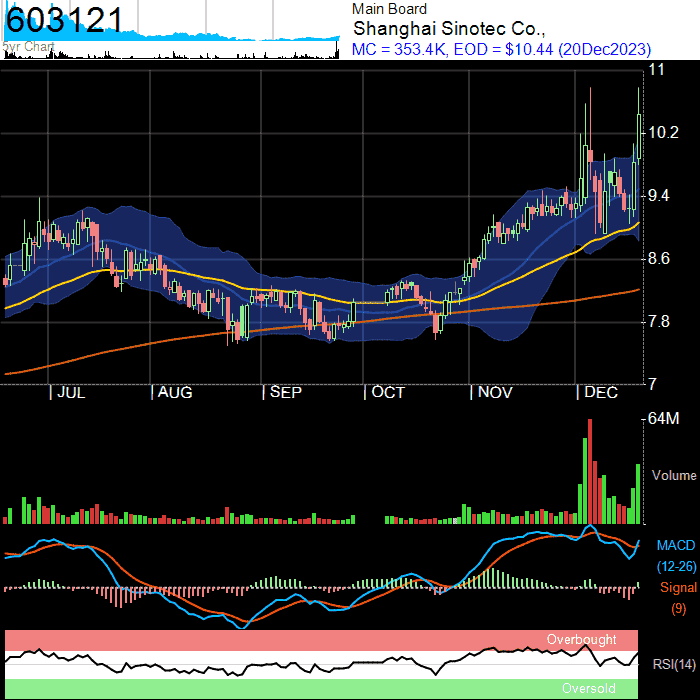 603121
5yr Chart
Main Board
Shanghai Sinotec Co.,
MC = 353.4K, EOD = $10.44 (20Dec2023)
11
10.2
9.4
8.6
7.8
7
| JUL | AUG | SEP | OCT | NOV | DEC
64M
Volume
MACD
(12-26)
Signal
(9)
Overbought
RSI(14)
Oversold